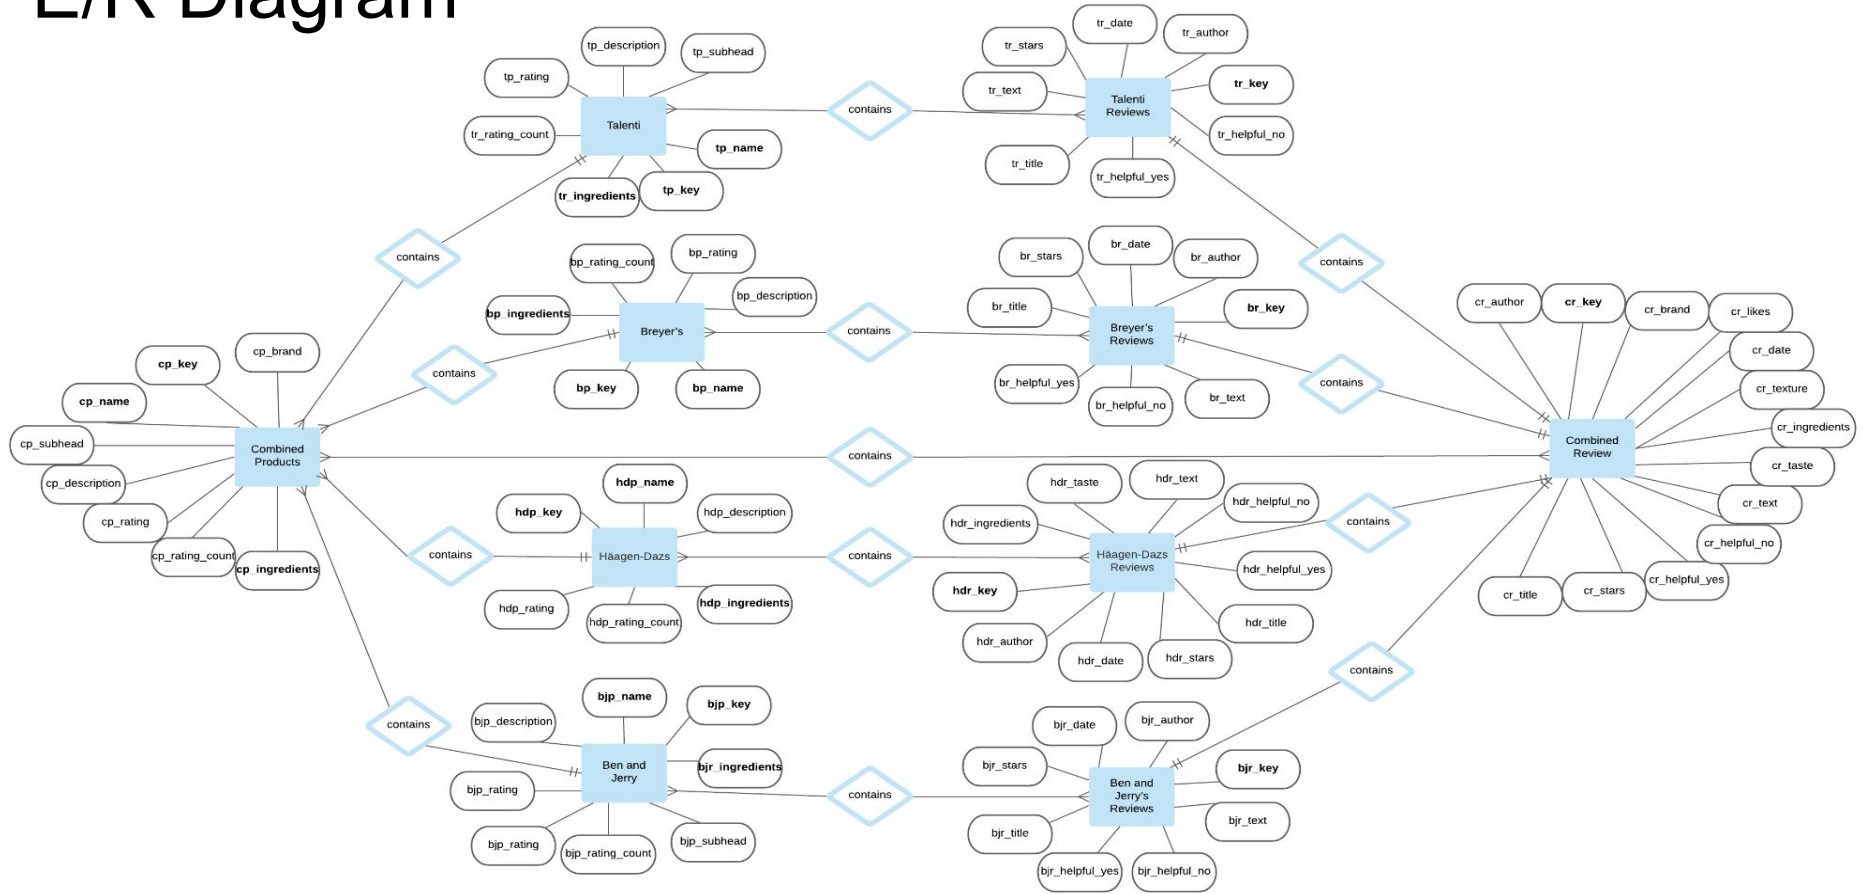 E/R Diagram
tp_description
tp_subhead
tp_rating
tr_rating_count
Talenti
tp_name
tr_ingredients
tp_key
contains
tr_date
tr_stars
tr_author
tr_text
tr_key
Talenti
Reviews
tr_helpful_no
tr_title
tr_helpful_yes
contains
contains
bp_rating_count
bp_rating
bp_description
bp_ingredients
Breyer's
bp_key
bp_name
contains
contains
br_stars
br_date
br_author
br_title
br_key
Breyer's
Reviews
br_helpful_yes
br_helpful_no
br_text
contains
cp_brand
cp_key
cp_name
cp_subhead
Combined
Products
cp_description
cp_rating
cp_rating_count
cp_ingredients
contains
cr_author
cr_key
cr_brand
cr_likes
cr_date
cr_texture
cr_ingredients
Combined
Review
cr_taste
cr_text
cr_helpful_no
cr_helpful_yes
cr_stars
cr_title
hdp_name
hdp_key
hdp_description
contains
Häagen-Dazs
hdp_rating
hdp_rating_count
hdp_ingredients
contains
hdr_taste
hdr_text
hdr_helpful_no
hdr_ingredients
Häagen-Dazs
Reviews
hdr_helpful_yes
hdr_key
hdr_title
hdr_author
hdr_date
hdr_stars
contains
contains
bjp_name
bjp_key
bjp_description
Ben and
Jerry
bjr_ingredients
bjp_rating
bjp_rating
bjp_rating_count
bjp_subhead
contains
bjr_date
bjr_author
bjr_stars
bjr_key
Ben and
Jerry's
Reviews
bjr_text
bjr_title
bjr_helpful_yes
bjr_helpful_no
contains